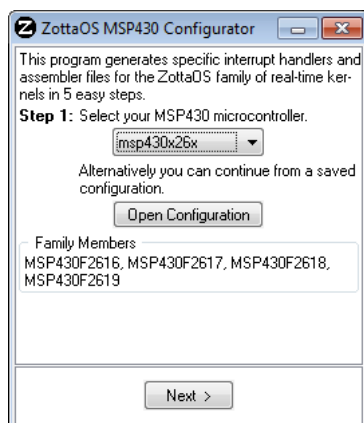 ZottaOS MSP430 Configurator
This program generates specific interrupt handlers and
assembler files for the ZottaOS family of real-time ker-
nels in 5 easy steps.
Step 1: Select your MSP430 microcontroller.
msp430x26x
Alternatively you can continue from a saved
configuration.
Open Configuration
Family Members
MSP430F2616, MSP430F2617, MSP430F2618,
MSP430F2619
Next >